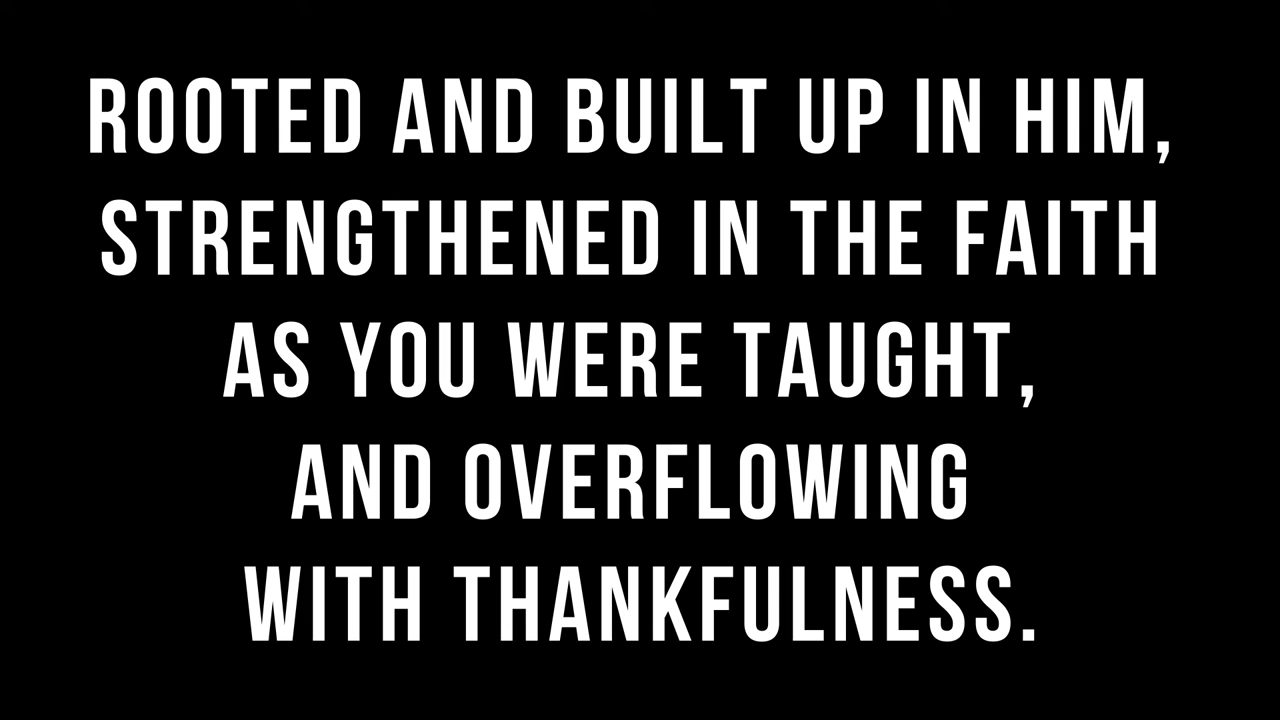 ROOTED AND BUILT UP IN HIM,
STRENGTHENED IN THE FAITH
AS YOU WERE TAUGHT,
AND OVERFLOWING
WITH THANKFULNESS.